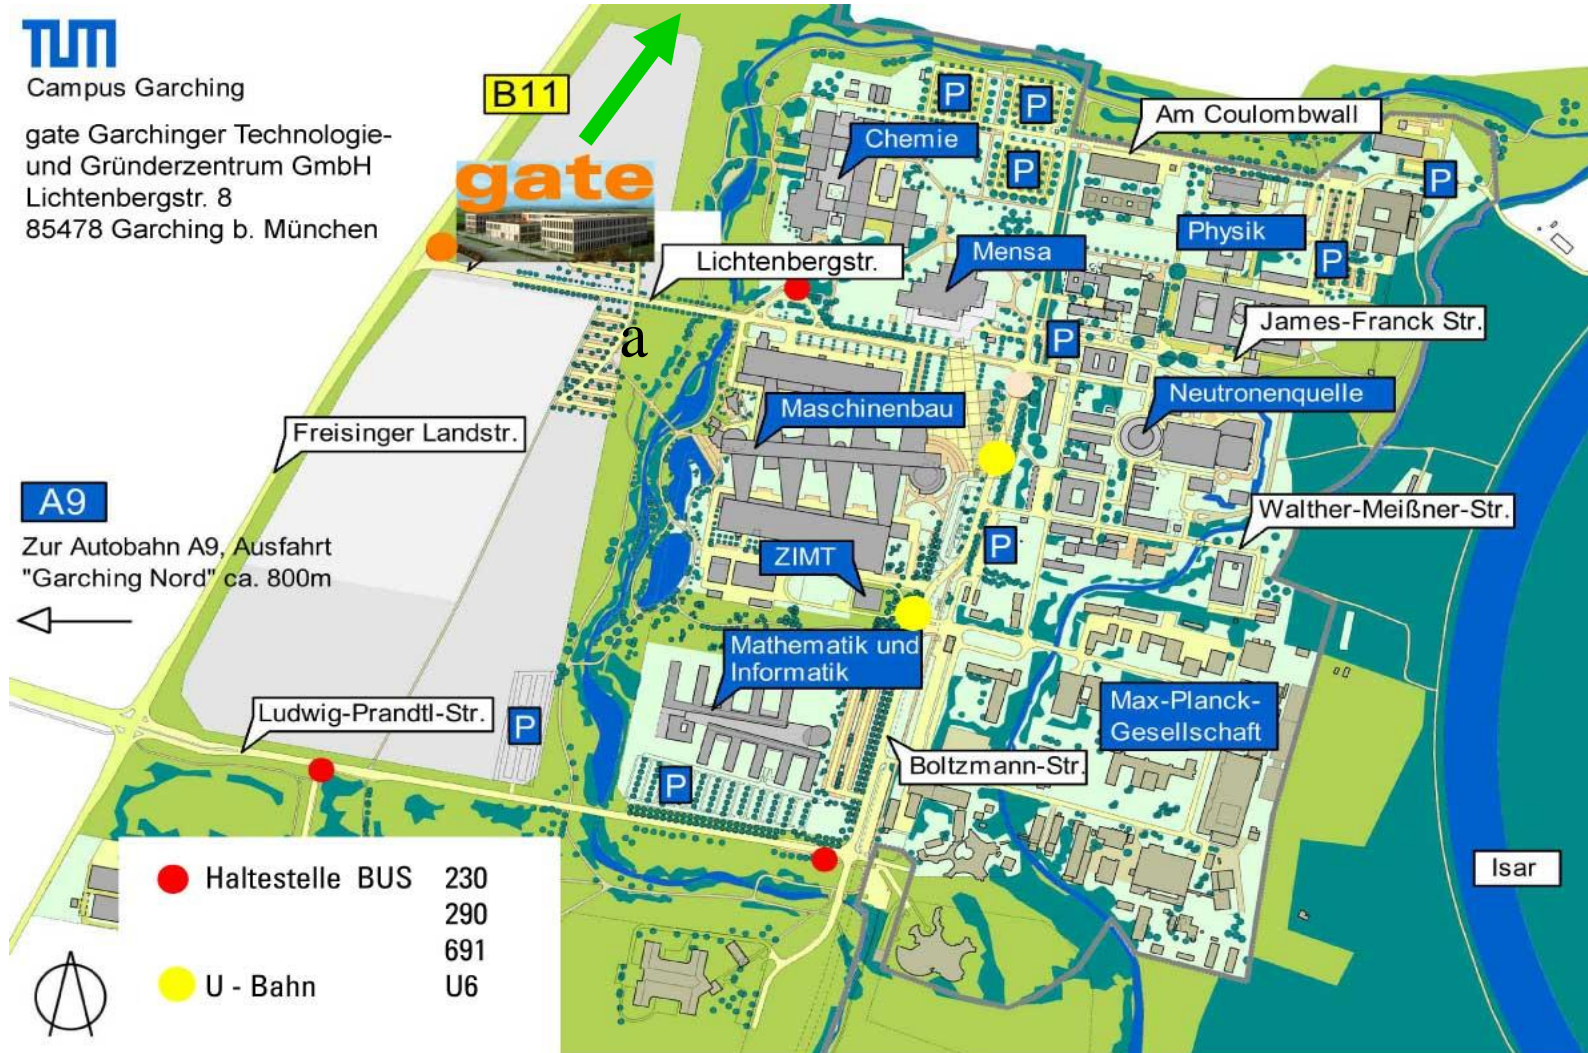 TUM
Campus Garching
gate Garchinger Technologie-
und Gründerzentrum GmbH
Lichtenbergstr. 8
85478 Garching b. München
B11
gate
Chemie
P
P
P
Am Coulombwall
P
Physik
P
Mensa
Lichtenbergstr.
a
James-Franck Str.
P
Neutronenquelle
Maschinenbau
Freisinger Landstr.
A9
Zur Autobahn A9, Ausfahrt
"Garching Nord" ca. 800m
Walther-Meißner-Str.
P
ZIMT
Mathematik und
Informatik
Max-Planck-
Gesellschaft
Ludwig-Prandtl-Str.
P
P
Boltzmann-Str.
Isar
Haltestelle BUS 230
290
691
U - Bahn U6